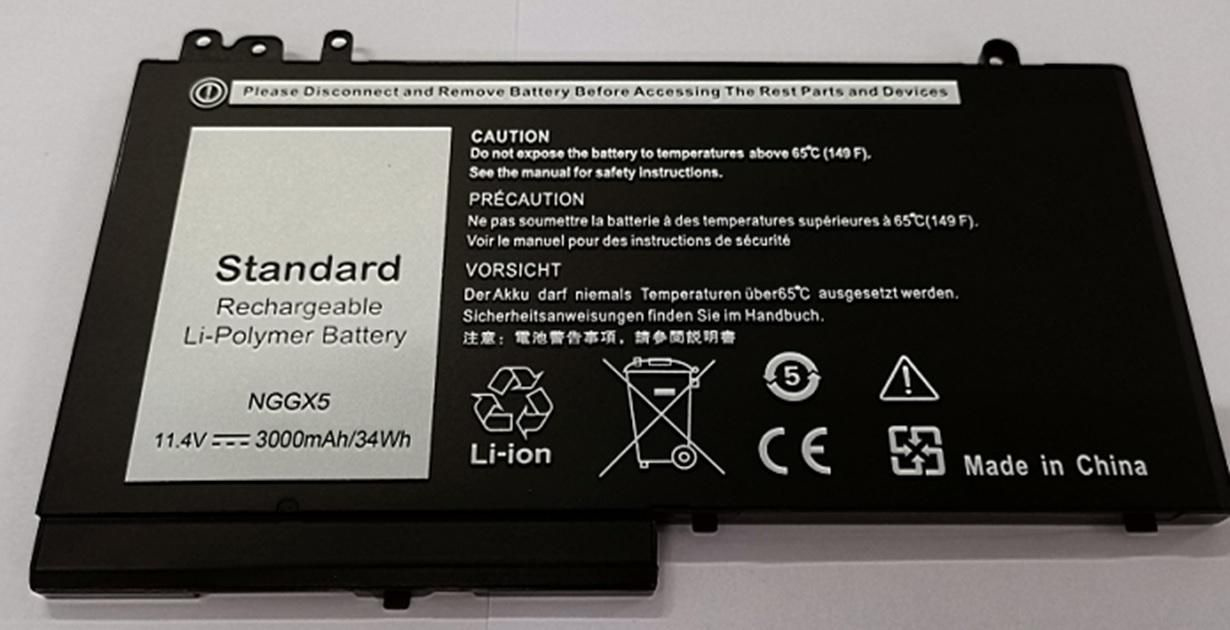 Please Disconnect and Remove Battery Before Accessing The Rest Parts and Devices
Standard
Rechargeable
Li-Polymer Battery
NGGX5
11.4V 3000mAh/34Wh
CAUTION
Do not expose the battery to temperatures above 65℃ (149 F).
See the manual for safety instructions.
PRÉCAUTION
Ne pas soumettre la batterie à des temperatures supérieures à 65℃(149 F).
Voir le manuel pour des instructions de sécurité
VORSICHT
Der Akku darf niemals Temperaturen über65℃ ausgesetzt werden.
Sicherheitsanweisungen finden Sie im Handbuch.
注意：電池警告事項，請參閱説明書
5
Li-ion
CE
Made in China